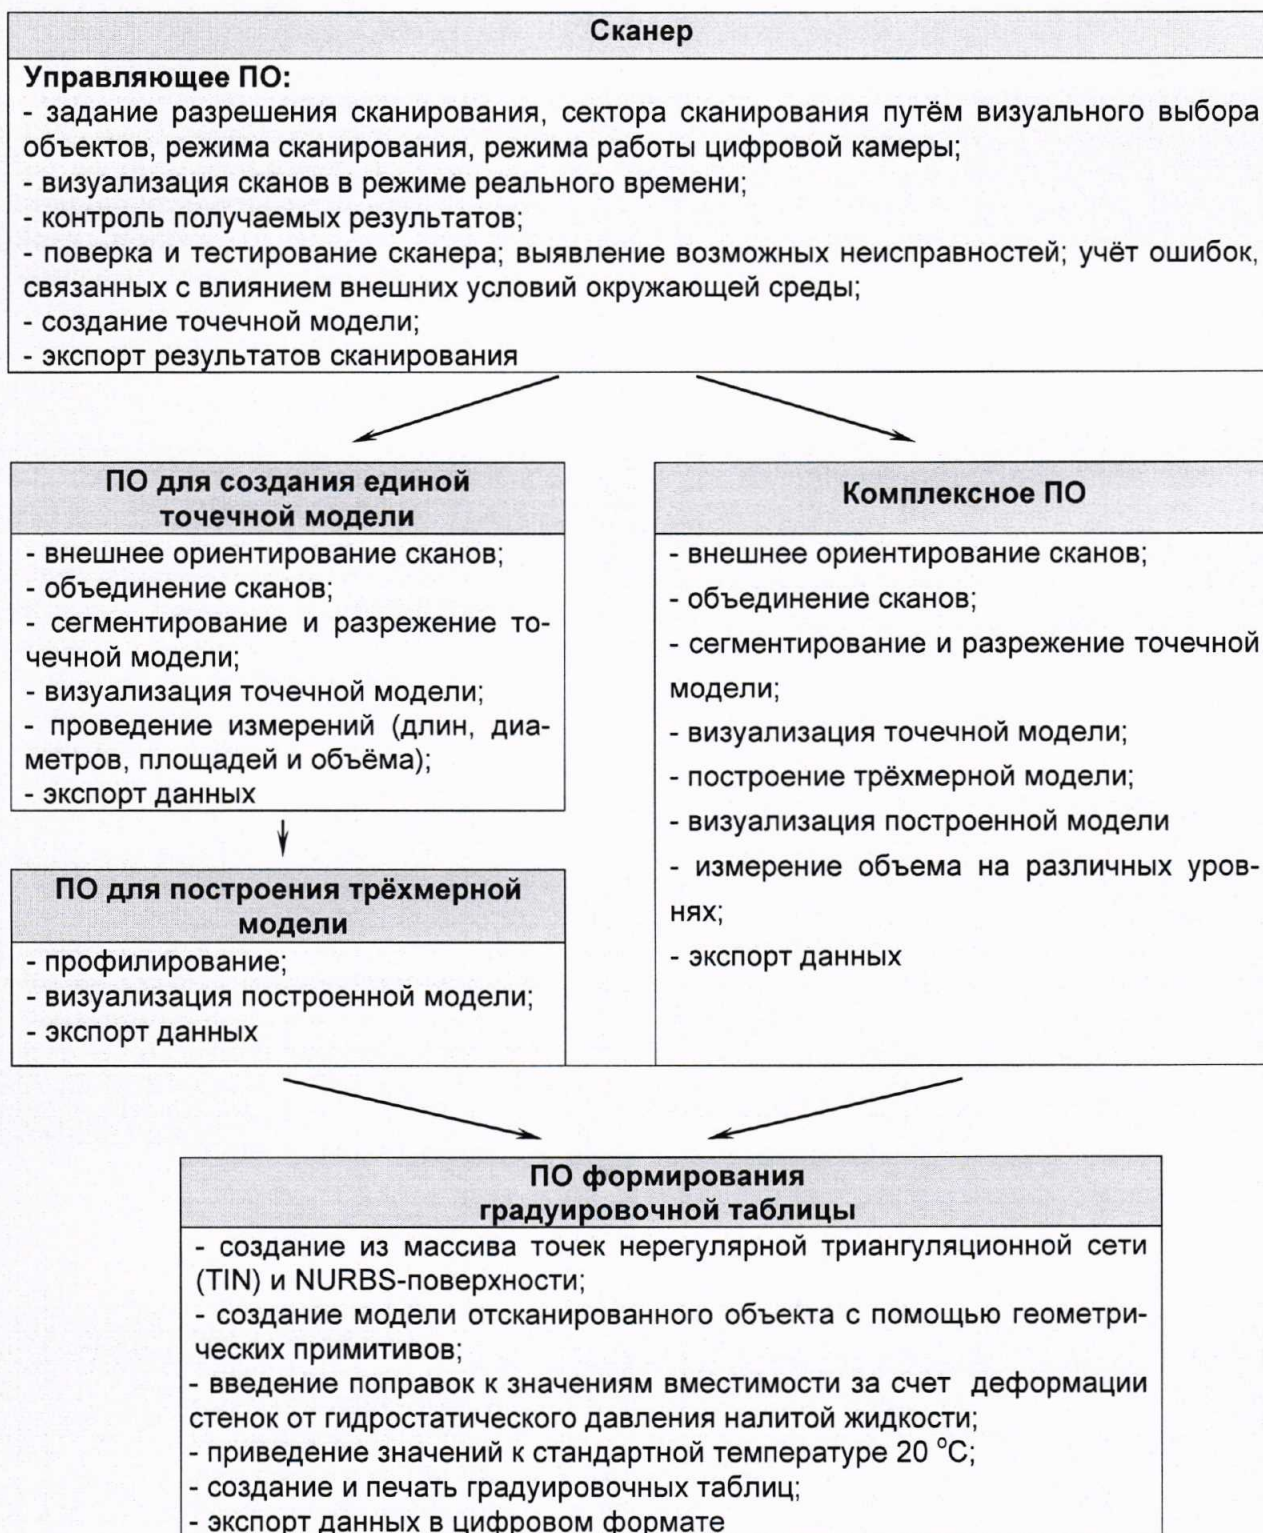 Сканер
Управляющее ПО:
- задание разрешения сканирования, сектора сканирования путём визуального выбора
объектов, режима сканирования, режима работы цифровой камеры;
- визуализация сканов в режиме реального времени;
- контроль получаемых результатов;
- поверка и тестирование сканера; выявление возможных неисправностей; учёт ошибок,
связанных с влиянием внешних условий окружающей среды;
- создание точечной модели;
- экспорт результатов сканирования
ПО для создания единой
точечной модели
- внешнее ориентирование сканов;
- объединение сканов;
- сегментирование и разрежение то-
чечной модели;
- визуализация точечной модели;
- проведение измерений (длин, диа-
метров, площадей и объёма);
- экспорт данных
ПО для построения трёхмерной
модели
- профилирование;
- визуализация построенной модели;
- экспорт данных
Комплексное ПО
- внешнее ориентирование сканов;
- объединение сканов;
- сегментирование и разрежение точечной
модели;
- визуализация точечной модели;
- построение трёхмерной модели;
- визуализация построенной модели
- измерение объема на различных уров-
нях;
- экспорт данных
ПО формирования
градуировочной таблицы
- создание из массива точек нерегулярной триангуляционной сети
(TIN) и NURBS-поверхности;
- создание модели отсканированного объекта с помощью геометри-
ческих примитивов;
- введение поправок к значениям вместимости за счет деформации
стенок от гидростатического давления налитой жидкости;
- приведение значений к стандартной температуре 20 °C;
- создание и печать градуировочных таблиц;
- экспорт данных в цифровом формате